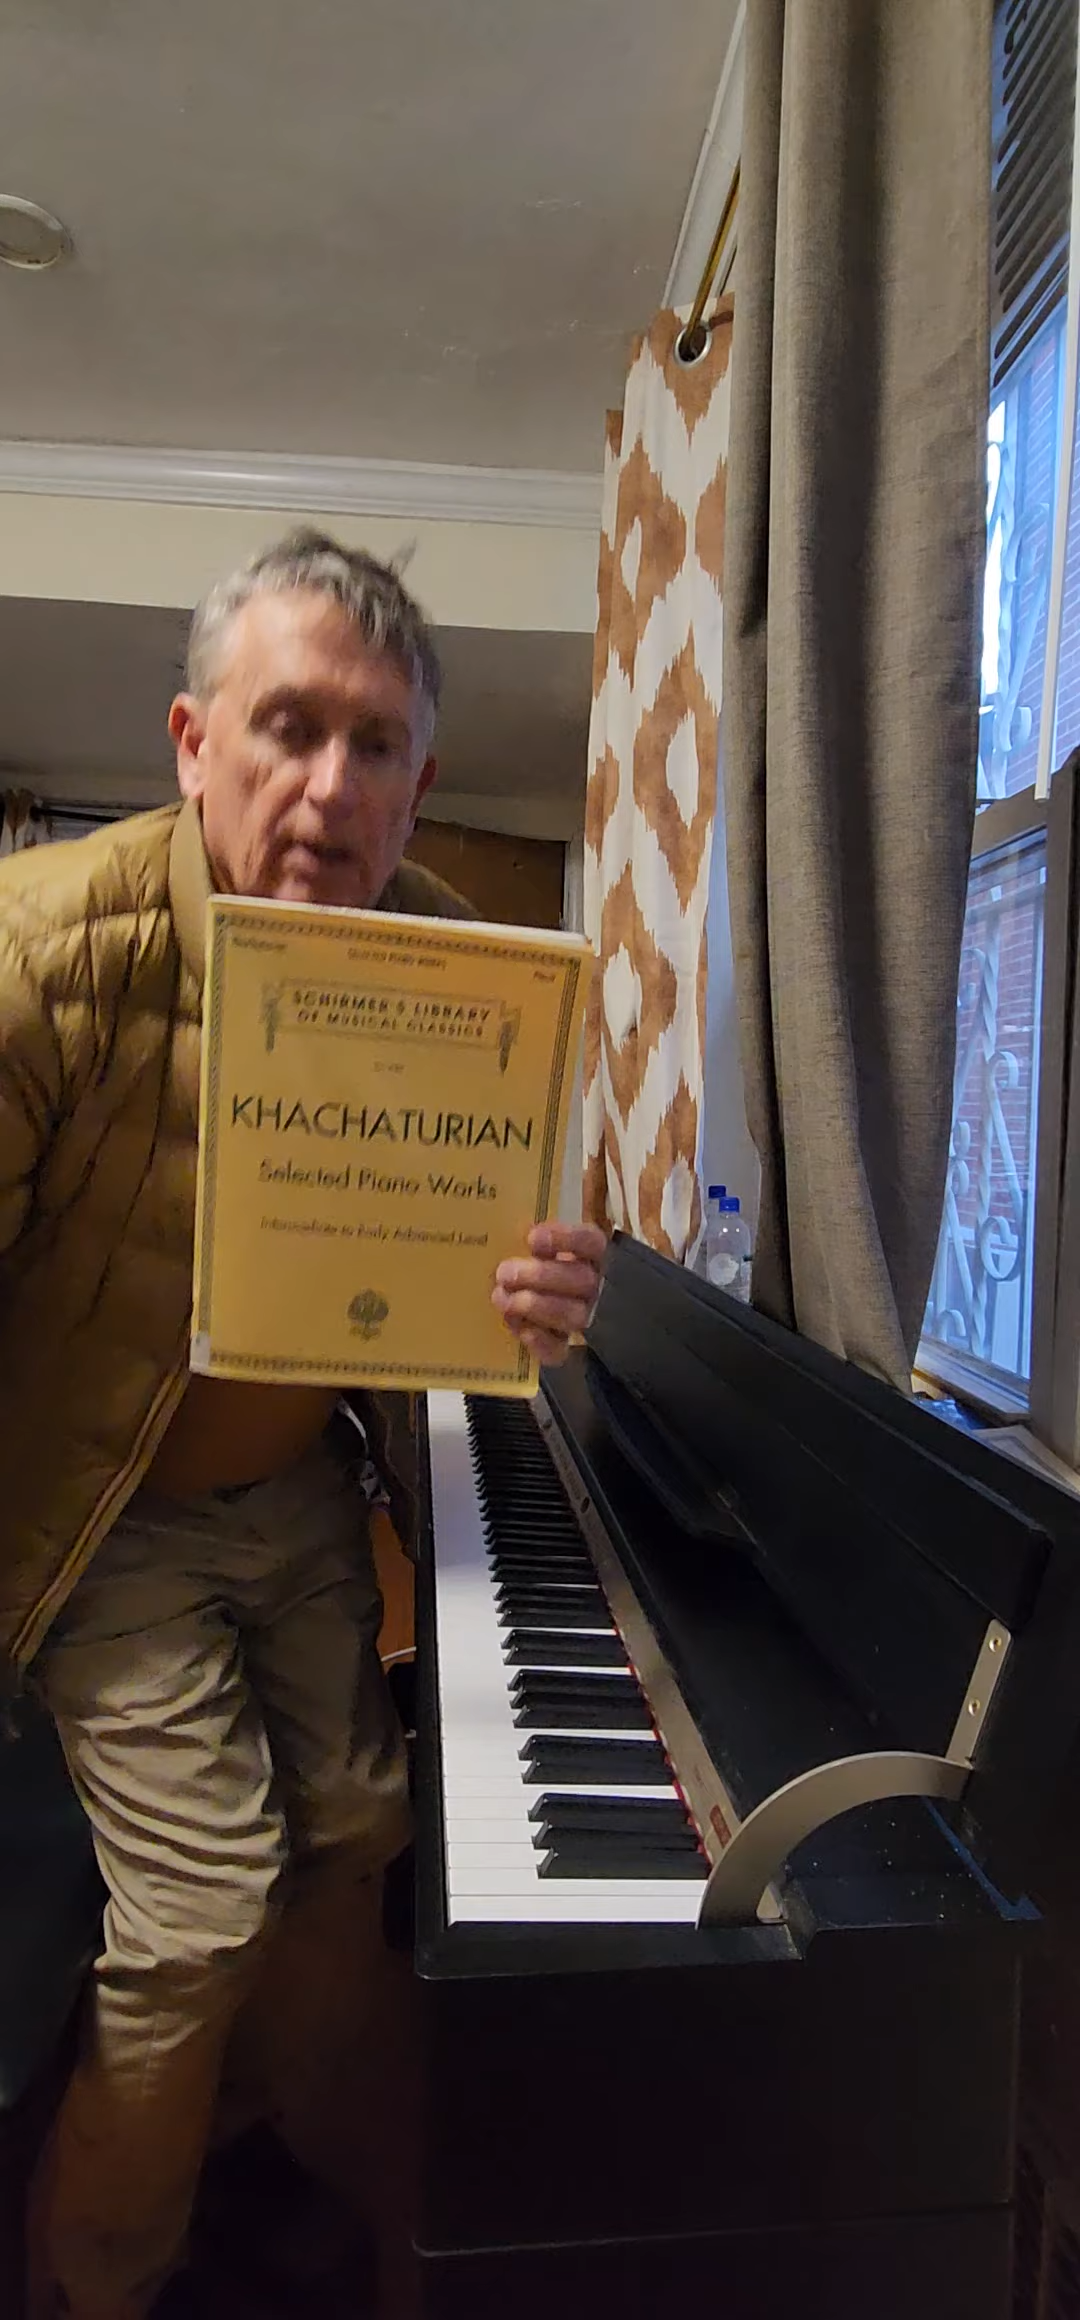 SCHIRMER'S LIBRARY
OF MUSICAL CLASSICS
KHACHATURIAN
Selected Piano Works
Intermediate to Early Advanced Level